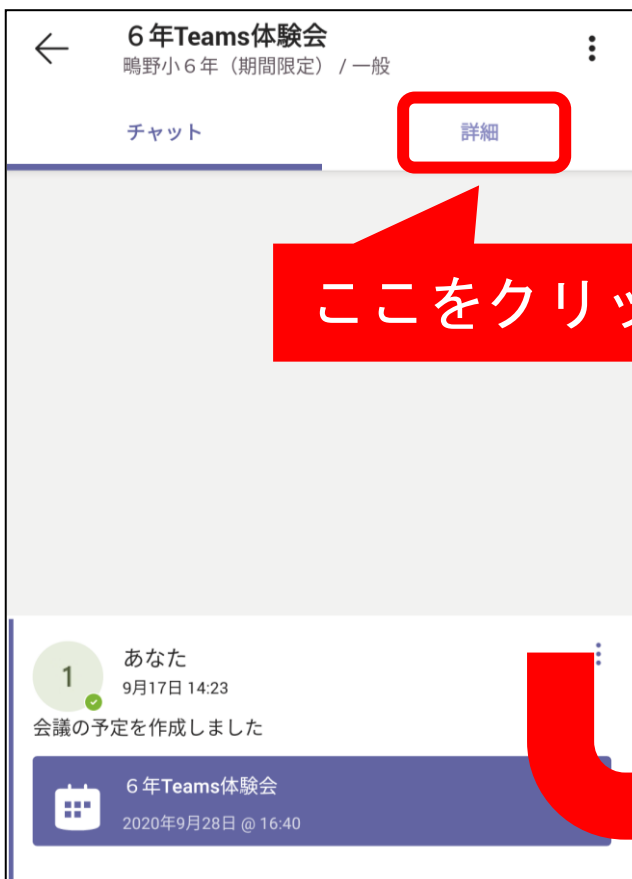 ６年Teams体験会
鴫野小６年（期間限定） / 一般
チャット
詳細
ここをクリッ
1
あなた
9月17日 14:23
会議の予定を作成しました
６年Teams体験会
2020年9月28日 @ 16:40